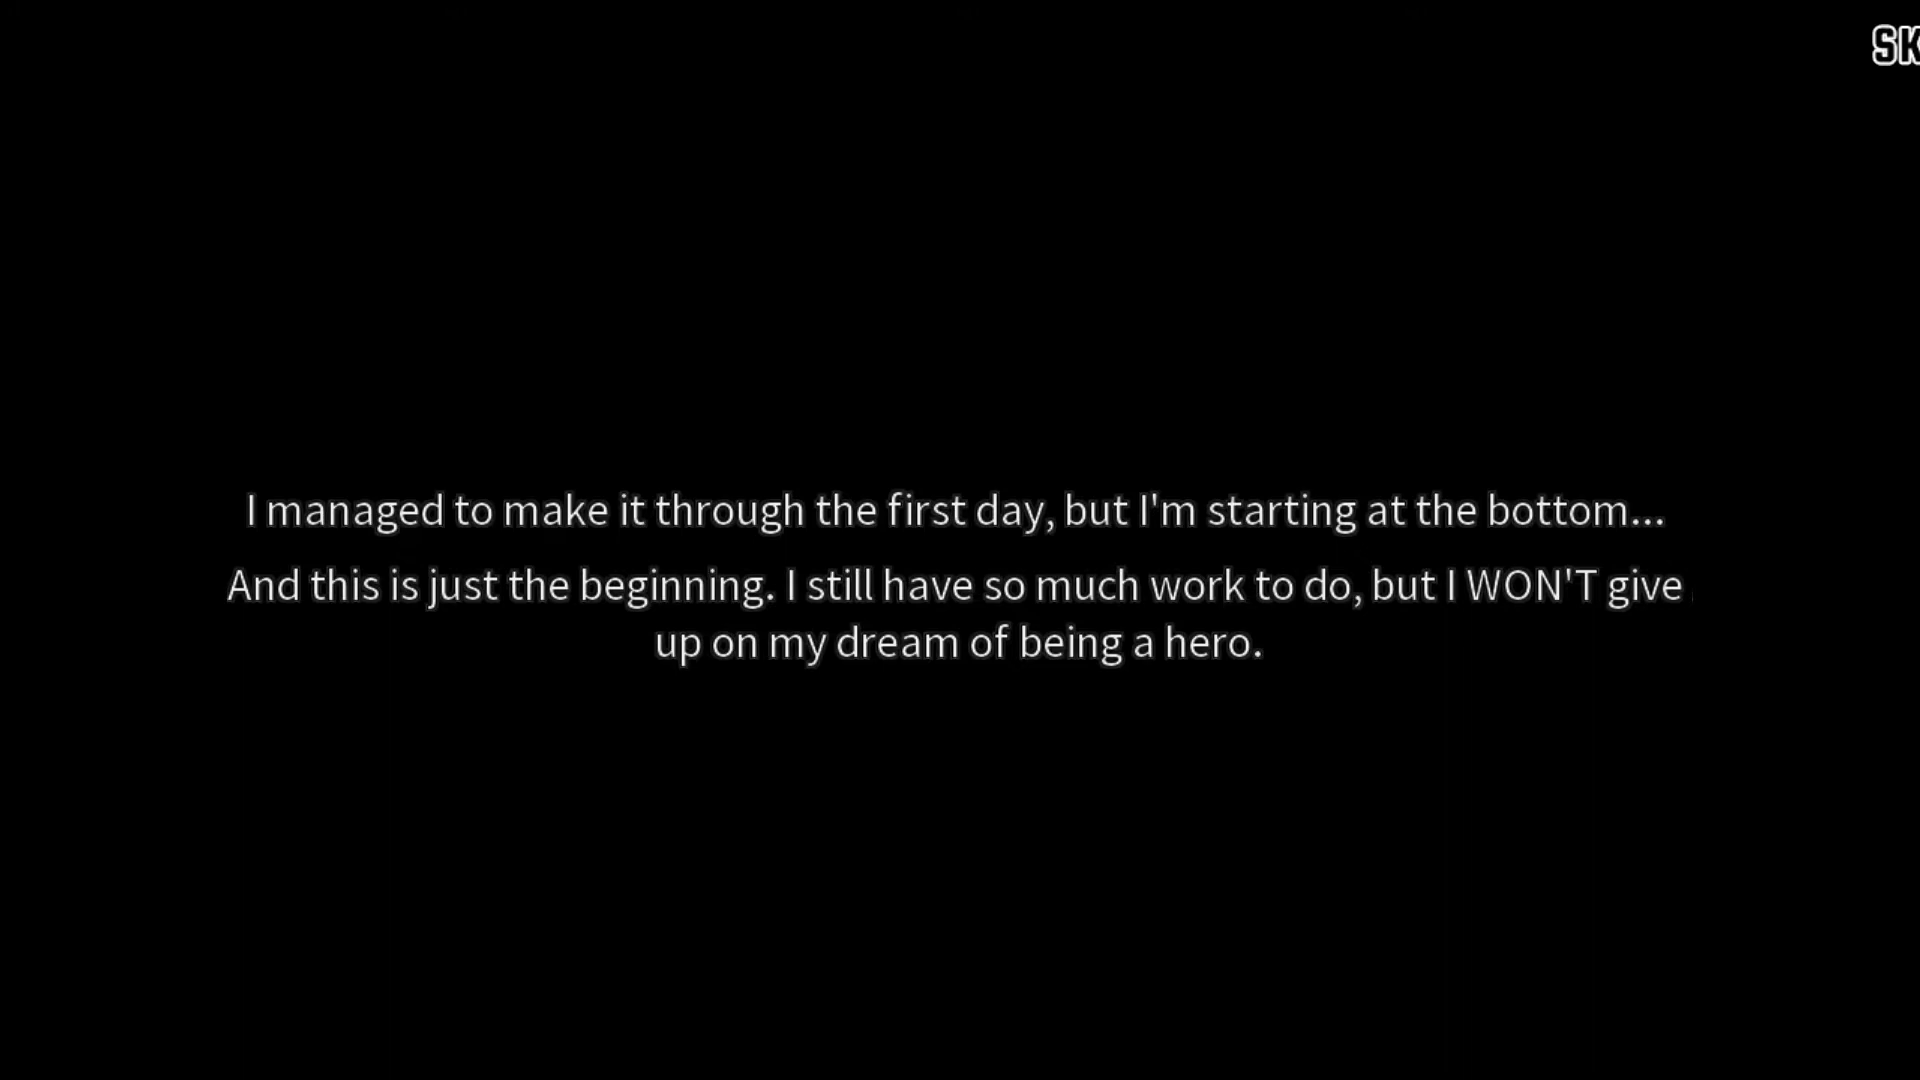 SK
I managed to make it through the first day, but I'm starting at the bottom...
And this is just the beginning. I still have so much work to do, but I WON'T give
up on my dream of being a hero.